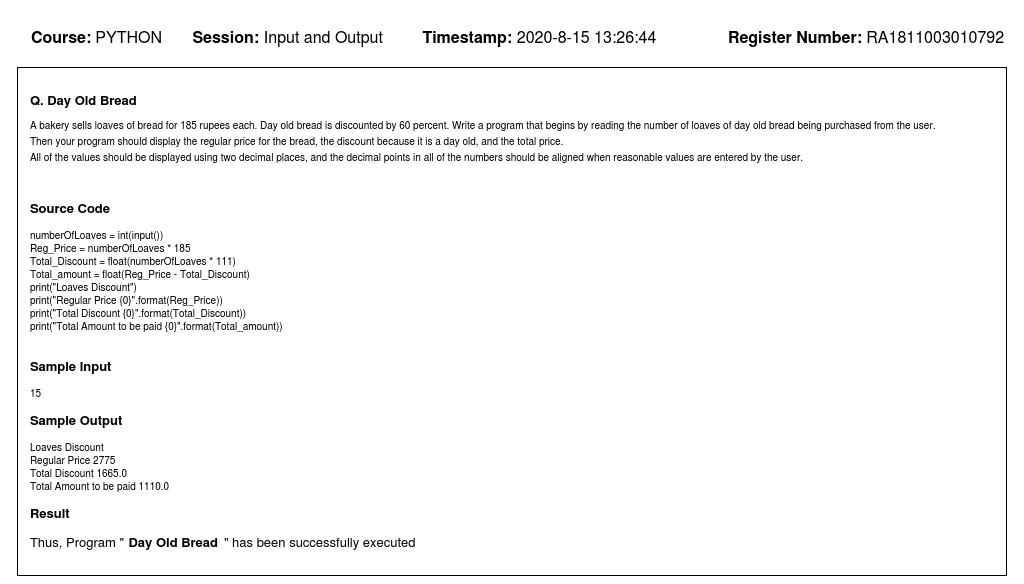 Course: PYTHON Session: Input and Output Timestamp: 2020-8-15 13:26:44 Register Number: RA1811003010792
Q. Day Old Bread
A bakery sells loaves of bread for 185 rupees each. Day old bread is discounted by 60 percent. Write a program that begins by reading the number of loaves of day old bread being purchased from the user.
Then your program should display the regular price for the bread, the discount because it is a day old, and the total price.
All of the values should be displayed using two decimal places, and the decimal points in all of the numbers should be aligned when reasonable values are entered by the user.
Source Code
numberOfLoaves = int(input())
Reg_Price = numberOfLoaves * 185
Total_Discount = float(numberOfLoaves * 111)
Total_amount = float(Reg_Price - Total_Discount)
print("Loaves Discount")
print("Regular Price {0}".format(Reg_Price))
print("Total Discount {0}".format(Total_Discount))
print("Total Amount to be paid {0}".format(Total_amount))
Sample Input
15
Sample Output
Loaves Discount
Regular Price 2775
Total Discount 1665.0
Total Amount to be paid 1110.0
Result
Thus, Program " Day Old Bread " has been successfully executed